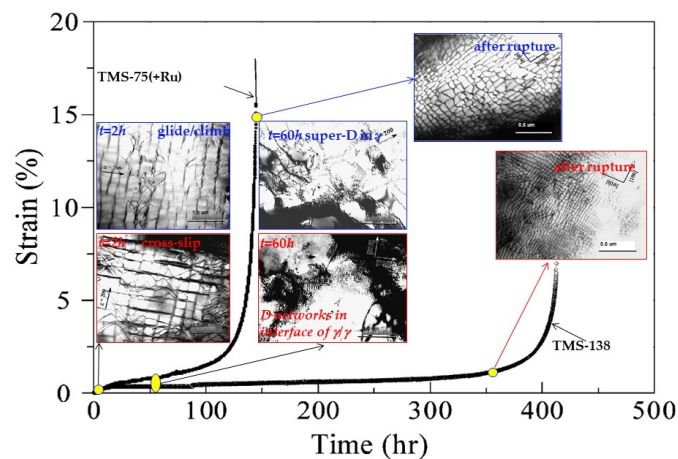 20
15
10
5
0
Strain (%)
0
100
200
300
400
500
Time (hr)
TMS-75(+Ru)
TMS-138
after rupture
0.5 um
t=2h glide/climb
t=60h super-D in γ'
200
after rupture
0.5 um
t=2h cross-slip
t=60h
D-networks in
interface of γ/γ'